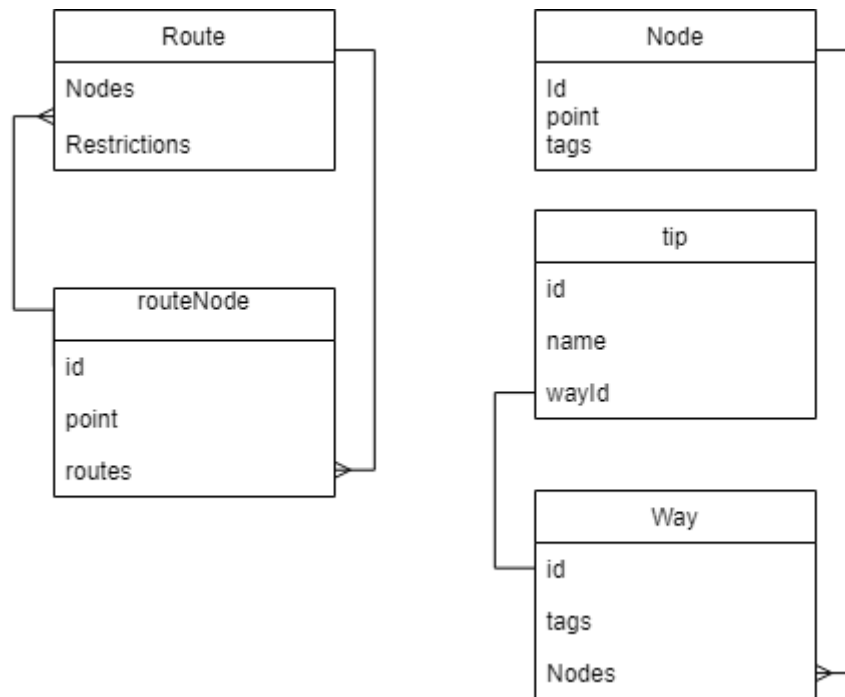 Route
Nodes
Restrictions
routeNode
id
point
routes
Node
Id
point
tags
tip
id
name
wayId
Way
id
tags
Nodes